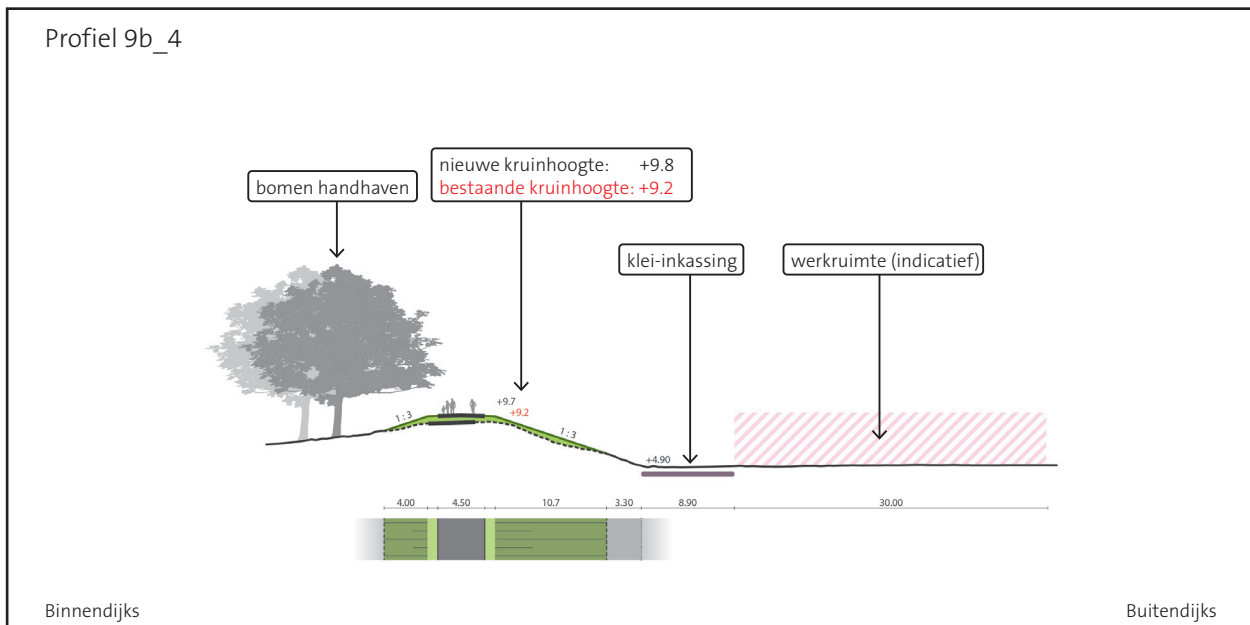 Profiel 9b_4
nieuwe kruinhoogte: +9.8
bestaande kruinhoogte: +9.2
bomen handhaven
klei-inkassing
werkruimte (indicatief)
+9.7
+9.2
1 : 3
1 : 3
+4.90
4.00 4.50 10.7 3.30 8.90 30.00
Binnendijks Buitendijks